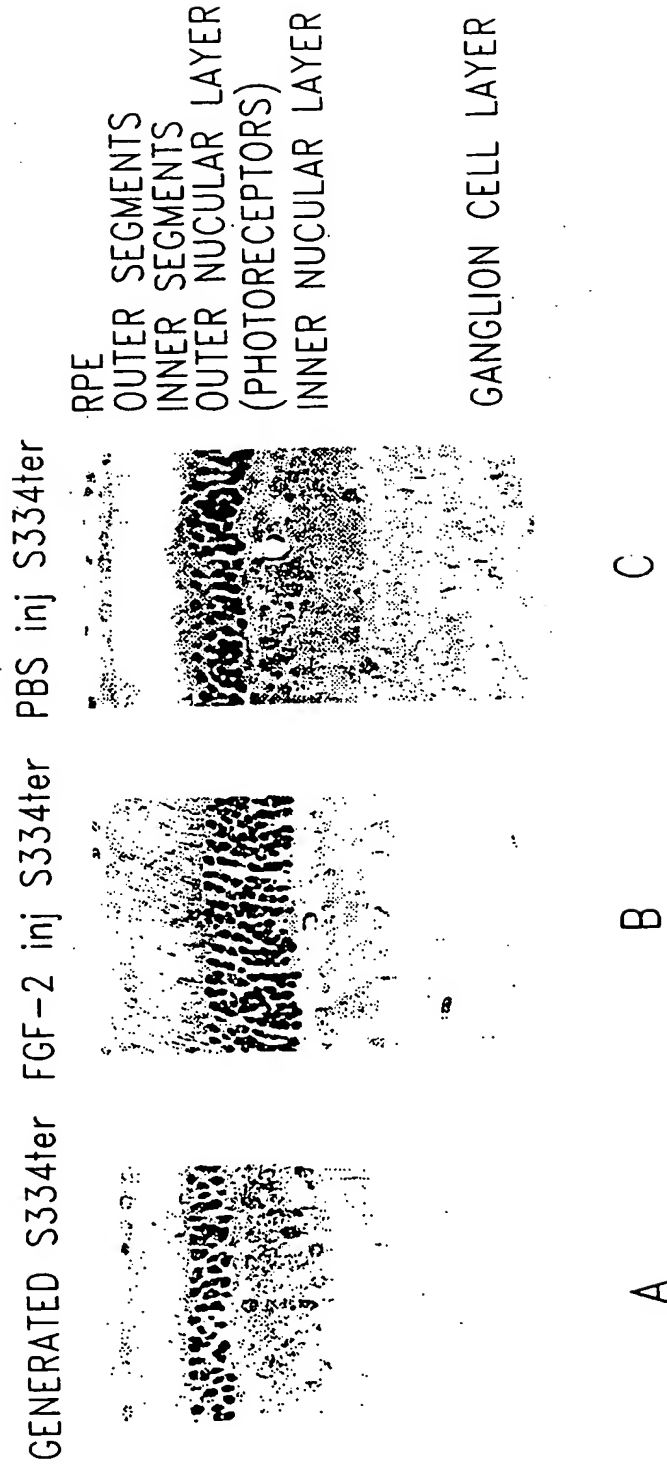 GENERATED S334ter
FGF-2 inj S334ter
PBS inj S334ter
RPE
OUTER SEGMENTS
INNER SEGMENTS
OUTER NUCULAR LAYER
(PHOTORECEPTORS)
INNER NUCULAR LAYER
GANGLION CELL LAYER
A
B
C